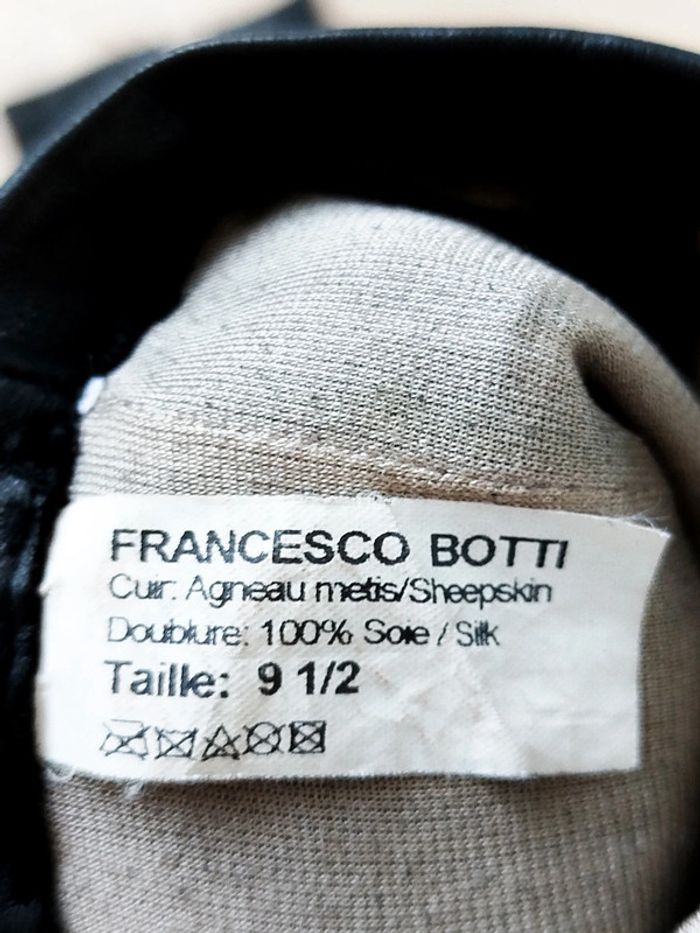 FRANCESCO BOTTI
Cuir: Agneau metis/Sheepskin
Doublure: 100% Soie / Silk
Taille: 9 1/2